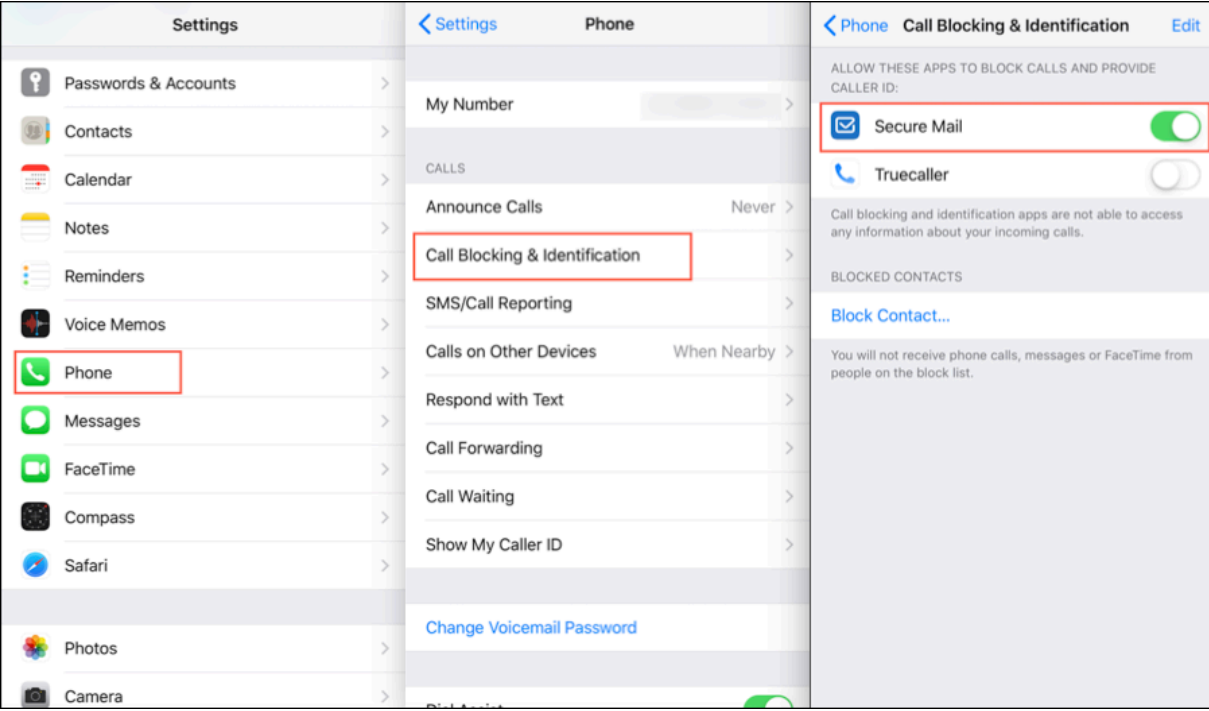 Settings
Passwords & Accounts
Contacts
Calendar
Notes
Reminders
Voice Memos
Phone
Messages
FaceTime
Compass
Safari
Photos
Camera
Settings
Phone
My Number
CALLS
Announce Calls Never
Call Blocking & Identification
SMS/Call Reporting
Calls on Other Devices When Nearby
Respond with Text
Call Forwarding
Call Waiting
Show My Caller ID
Change Voicemail Password
Dial Assist
Phone Call Blocking & Identification Edit
ALLOW THESE APPS TO BLOCK CALLS AND PROVIDE
CALLER ID:
Secure Mail
Truecaller
Call blocking and identification apps are not able to access
any information about your incoming calls.
BLOCKED CONTACTS
Block Contact...
You will not receive phone calls, messages or FaceTime from
people on the block list.